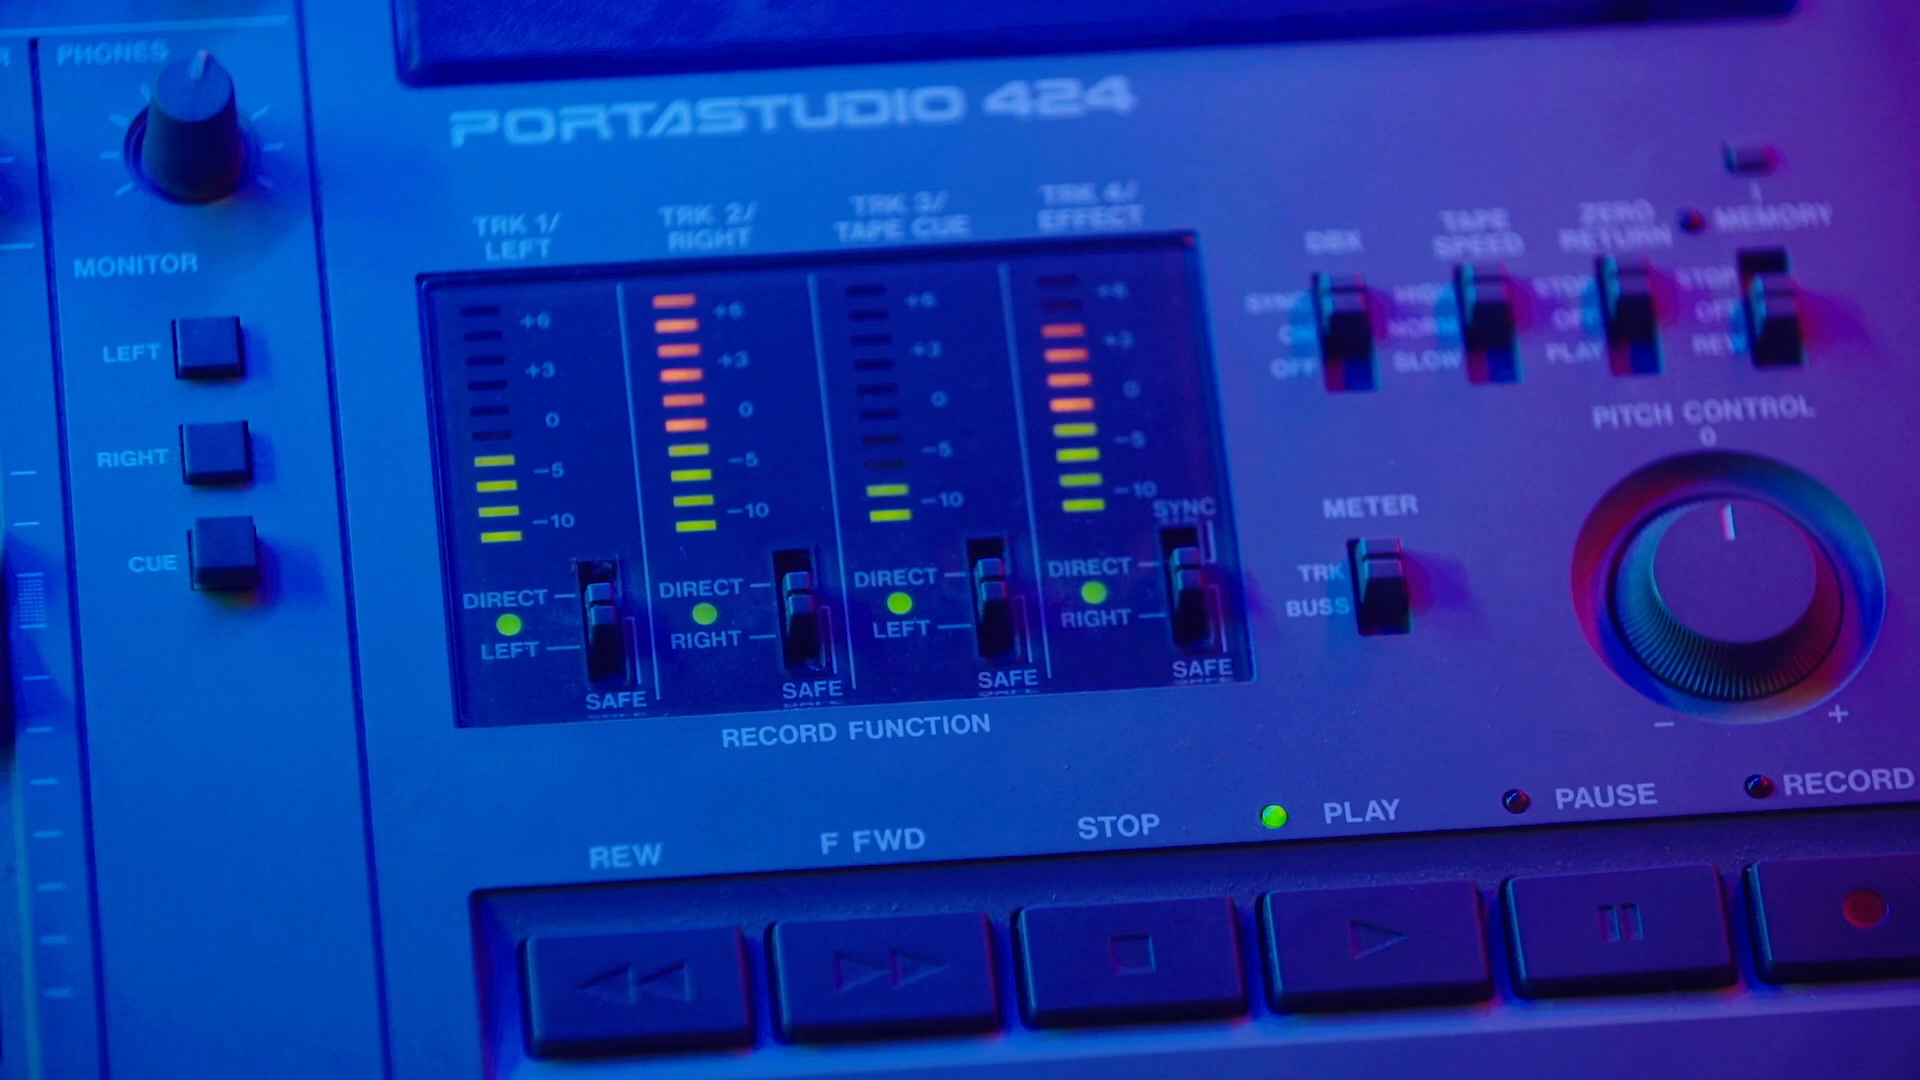 PHONES
PORTASTUDIO 424
TRK 1/
LEFT
TRK 2/
RIGHT
TRK 3/
TAPE CUE
TRK 4/
EFFECT
MONITOR
LEFT
RIGHT
CUE
+6
+3
0
-5
-10
+6
+3
0
-5
-10
+6
+3
0
-5
-10
+6
+3
0
-5
-10
SYNC
DIRECT
LEFT
SAFE
DIRECT
RIGHT
SAFE
DIRECT
LEFT
SAFE
DIRECT
RIGHT
SAFE
RECORD FUNCTION
DBX
SYNC
ON
OFF
TAPE
SPEED
HIGH
NORM
SLOW
ZERO
RETURN
STOP
OFF
PLAY
MEMORY
STOP
OFF
REW
METER
TRK
BUSS
PITCH CONTROL
0
- +
REW
F FWD
STOP
PLAY
PAUSE
RECORD